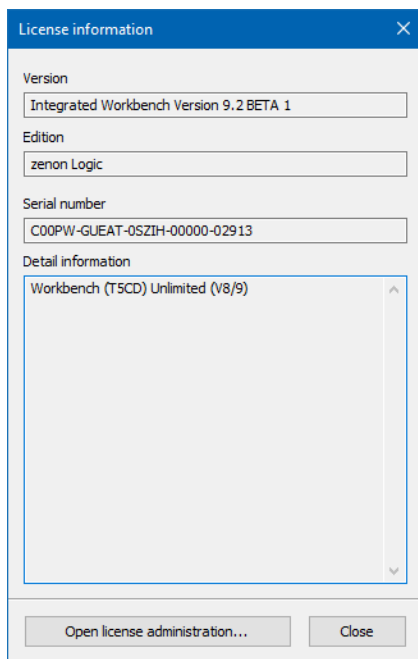 License information
Version
Integrated Workbench Version 9.2 BETA 1
Edition
zenon Logic
Serial number
C00PW-GUEAT-0SZIH-00000-02913
Detail information
Workbench (T5CD) Unlimited (V8/9)
Open license administration...
Close